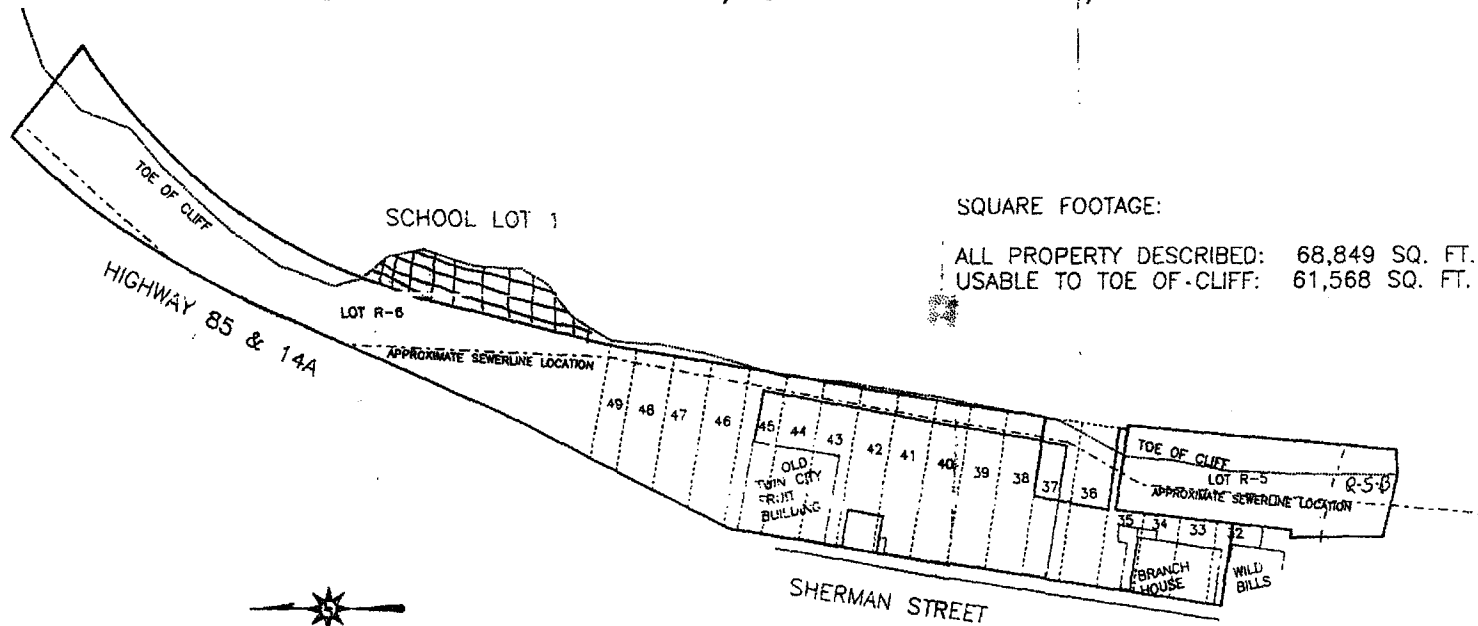 SQUARE FOOTAGE:
ALL PROPERTY DESCRIBED: 68,849 SQ. FT.
USABLE TO TOE OF CLIFF: 61,568 SQ. FT.
TOE OF CLIFF
SCHOOL LOT 1
HIGHWAY 85 & 14A
LOT R-6
APPROXIMATE SEWERLINE LOCATION
49
48
47
46
45
44
43
42
41
40
39
38
37
36
OLD
TWIN CITY
FRUIT
BUILDING
TOE OF CLIFF
LOT R-5
R-5-B
APPROXIMATE SEWERLINE LOCATION
35
34
33
32
BRANCH
HOUSE
WILD
BILLS
SHERMAN STREET